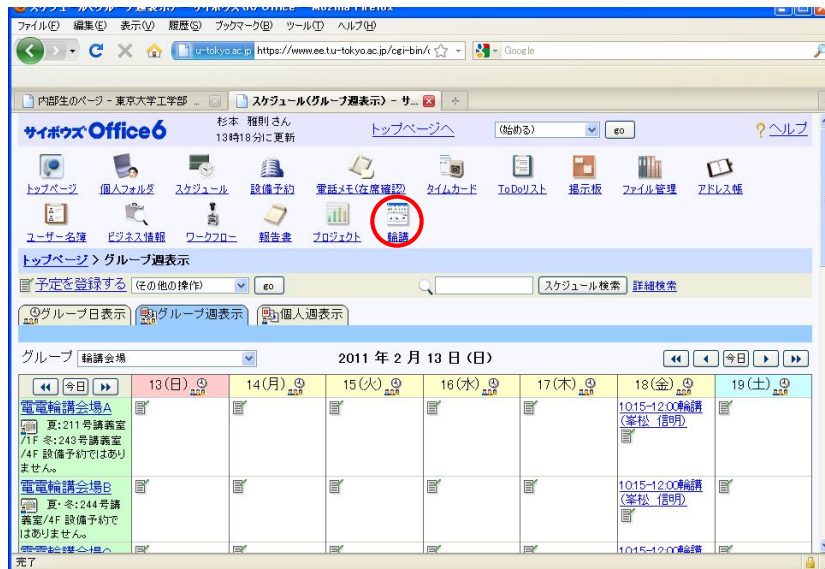 ファイル(F) 編集(E) 表示(V) 履歴(S) ブックマーク(B) ツール(T) ヘルプ(H)
u-tokyo.ac.jp https://www.ee.t.u-tokyo.ac.jp/cgi-bin/ Google
内部生のページ - 東京大学工学部 ... スケジュール(グループ週表示) - サ...
サイボウズ Office6 杉本 雅則 さん トップページへ (始める) go ?ヘルプ
13時18分に更新
トップページ 個人フォルダ スケジュール 設備予約 電話メモ(在席確認) タイムカード ToDoリスト 掲示板 ファイル管理 アドレス帳
ユーザー名簿 ビジネス情報 ワークフロー 報告書 プロジェクト 輪講
トップページ > グループ週表示
予定を登録する (その他の操作) go スケジュール検索 詳細検索
グループ日表示 グループ週表示 個人週表示
グループ 輪講会場 2011 年 2 月 13 日 (日) 今日
今日 13(日) 14(月) 15(火) 16(水) 17(木) 18(金) 19(土)
電電輪講会場A
夏:211号講義室
/1F 冬:243号講義室
/4F 設備予約ではあり
ません。
10:15-12:00輪講
(峯松 信明)
電電輪講会場B
夏・冬:244号講
義室/4F 設備予約で
はありません。
10:15-12:00輪講
(峯松 信明)
完了